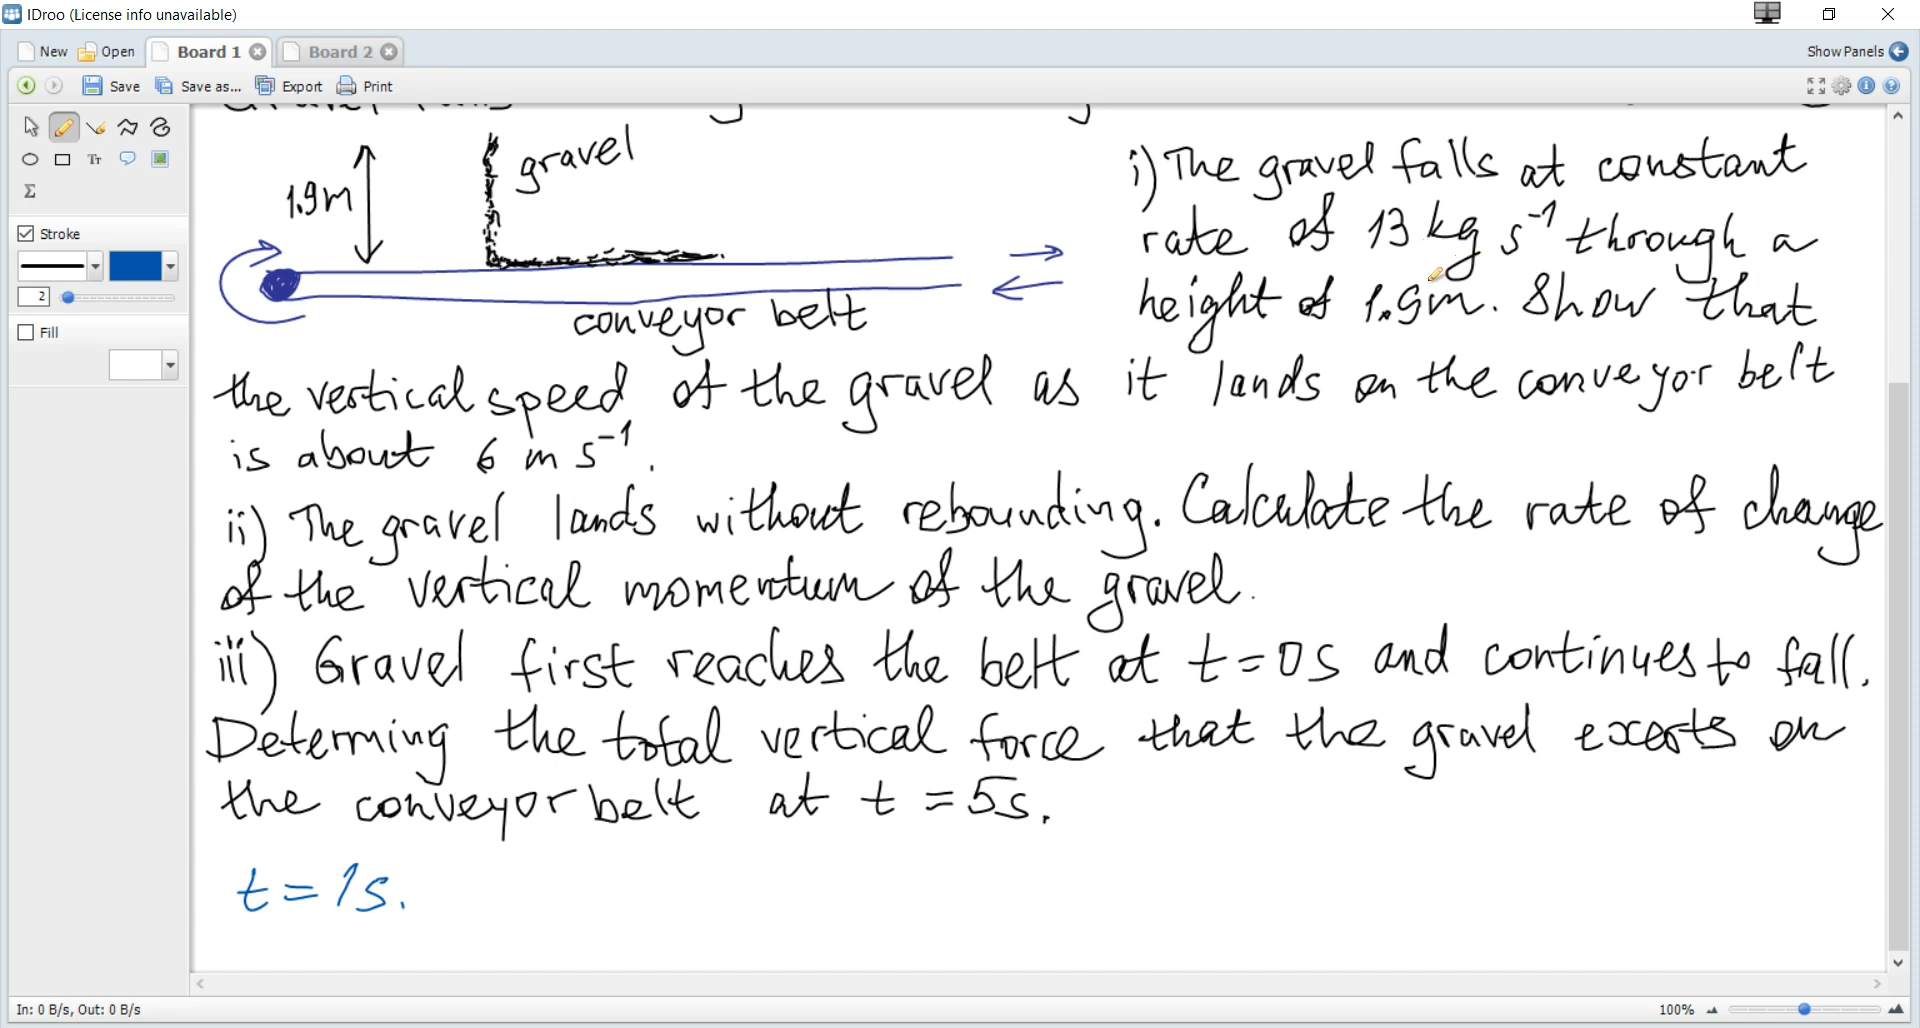 IDroo (License info unavailable)
New Open Board 1 Board 2 Show Panels
Save Save as... Export Print
gravel
1.9m
conveyor belt
i) The gravel falls at constant
rate of 13 kg s⁻¹ through a
height of 1.9m. Show that
the vertical speed of the gravel as it lands on the conveyor belt
is about 6 m s⁻¹.
ii) The gravel lands without rebounding. Calculate the rate of change
of the vertical momentum of the gravel.
iii) Gravel first reaches the belt at t=0s and continues to fall.
Determing the total vertical force that the gravel exerts on
the conveyor belt at t = 5s.
t = 1s.
Tt
Σ
Stroke
2
Fill
In: 0 B/s, Out: 0 B/s
100%